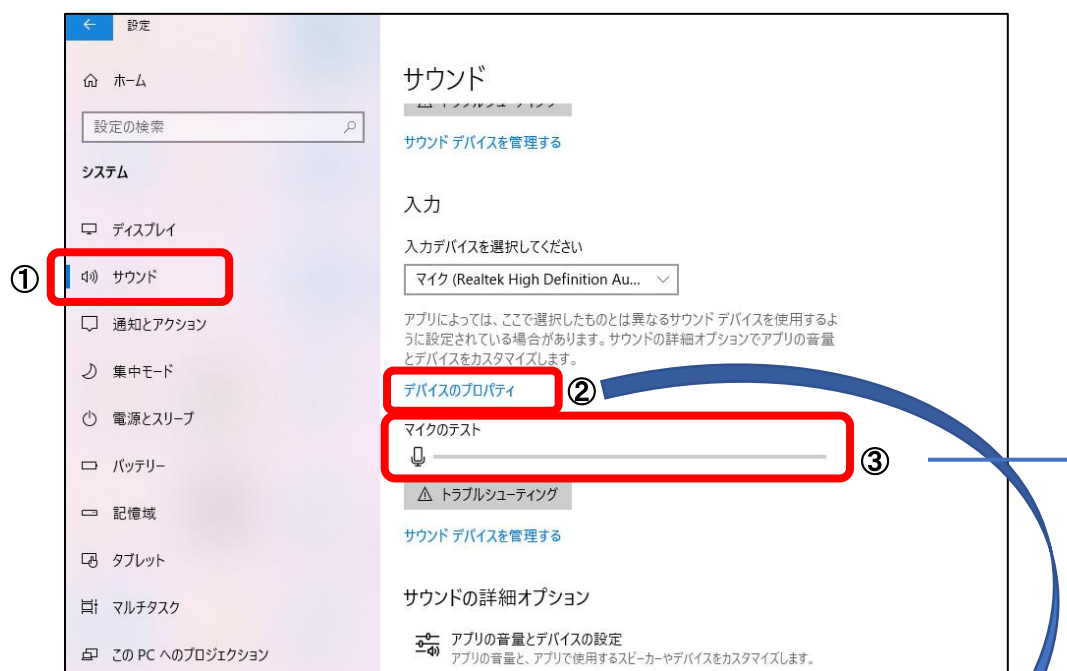 設定
ホーム
設定の検索
システム
ディスプレイ
① サウンド
通知とアクション
集中モード
電源とスリープ
バッテリー
記憶域
タブレット
マルチタスク
この PC へのプロジェクション
サウンド
トラブルシューティング
サウンド デバイスを管理する
入力
入力デバイスを選択してください
マイク (Realtek High Definition Au...
アプリによっては、ここで選択したものとは異なるサウンド デバイスを使用するよ
うに設定されている場合があります。サウンドの詳細オプションでアプリの音量
とデバイスをカスタマイズします。
デバイスのプロパティ ②
マイクのテスト
③
トラブルシューティング
サウンド デバイスを管理する
サウンドの詳細オプション
アプリの音量とデバイスの設定
アプリの音量と、アプリで使用するスピーカーやデバイスをカスタマイズします。